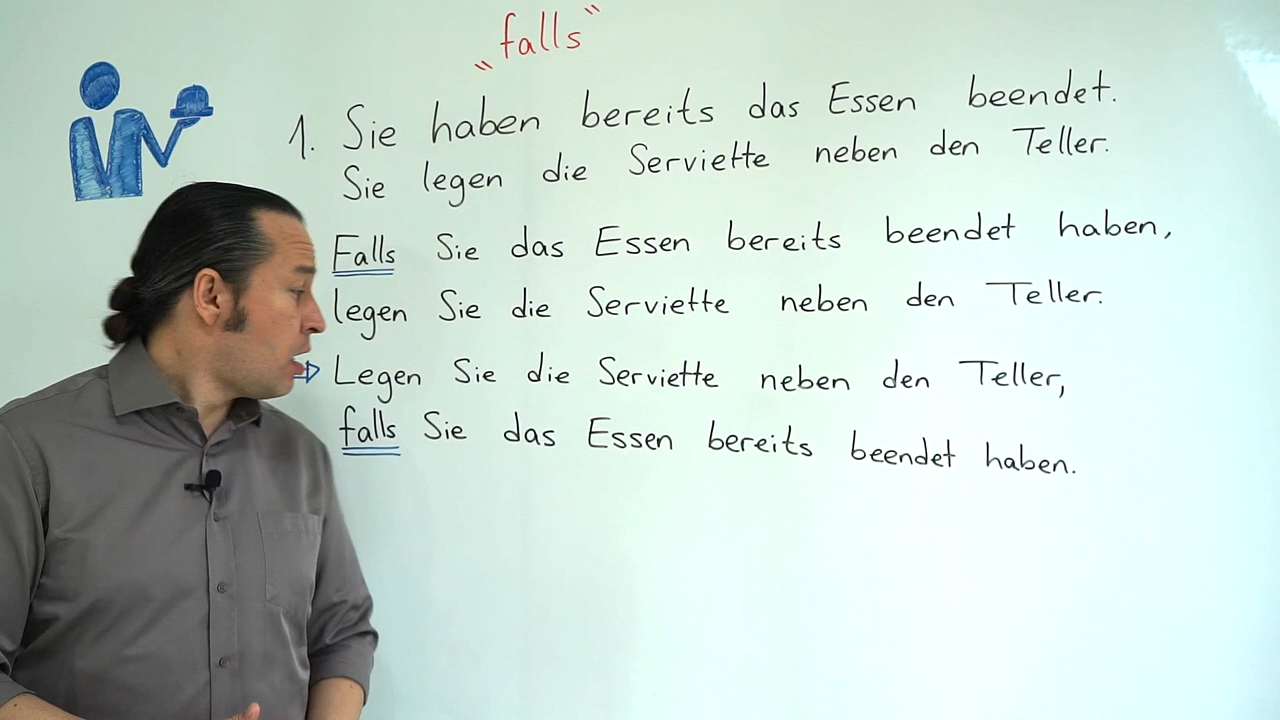 „falls“
1. Sie haben bereits das Essen beendet.
Sie legen die Serviette neben den Teller.
Falls Sie das Essen bereits beendet haben,
legen Sie die Serviette neben den Teller.
⇒ Legen Sie die Serviette neben den Teller,
falls Sie das Essen bereits beendet haben.